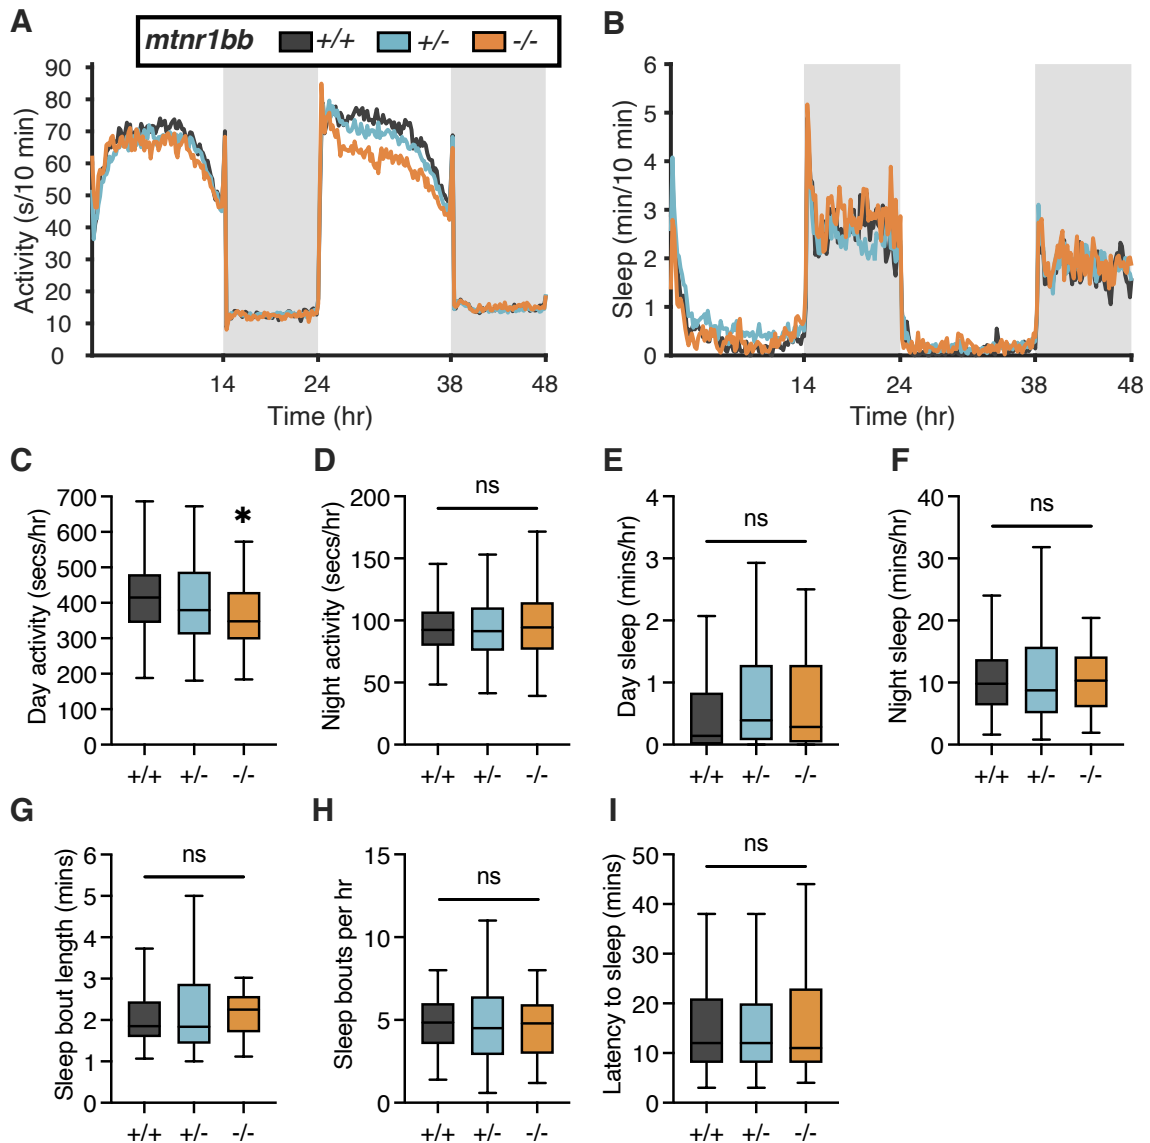 A
B
mtnr1bb +/+ +/- -/-
Activity (s/10 min)
90
80
70
60
50
40
30
20
10
0
14
24
38
48
Time (hr)
Sleep (min/10 min)
6
5
4
3
2
1
0
14
24
38
48
Time (hr)
C
D
E
F
Day activity (secs/hr)
700
600
500
400
300
200
100
0
*
+/+ +/- -/-
Night activity (secs/hr)
200
150
100
50
0
ns
+/+ +/- -/-
Day sleep (mins/hr)
4
3
2
1
0
ns
+/+ +/- -/-
Night sleep (mins/hr)
40
30
20
10
0
ns
+/+ +/- -/-
G
H
I
Sleep bout length (mins)
6
5
4
3
2
1
0
ns
+/+ +/- -/-
Sleep bouts per hr
15
10
5
0
ns
+/+ +/- -/-
Latency to sleep (mins)
50
40
30
20
10
0
ns
+/+ +/- -/-